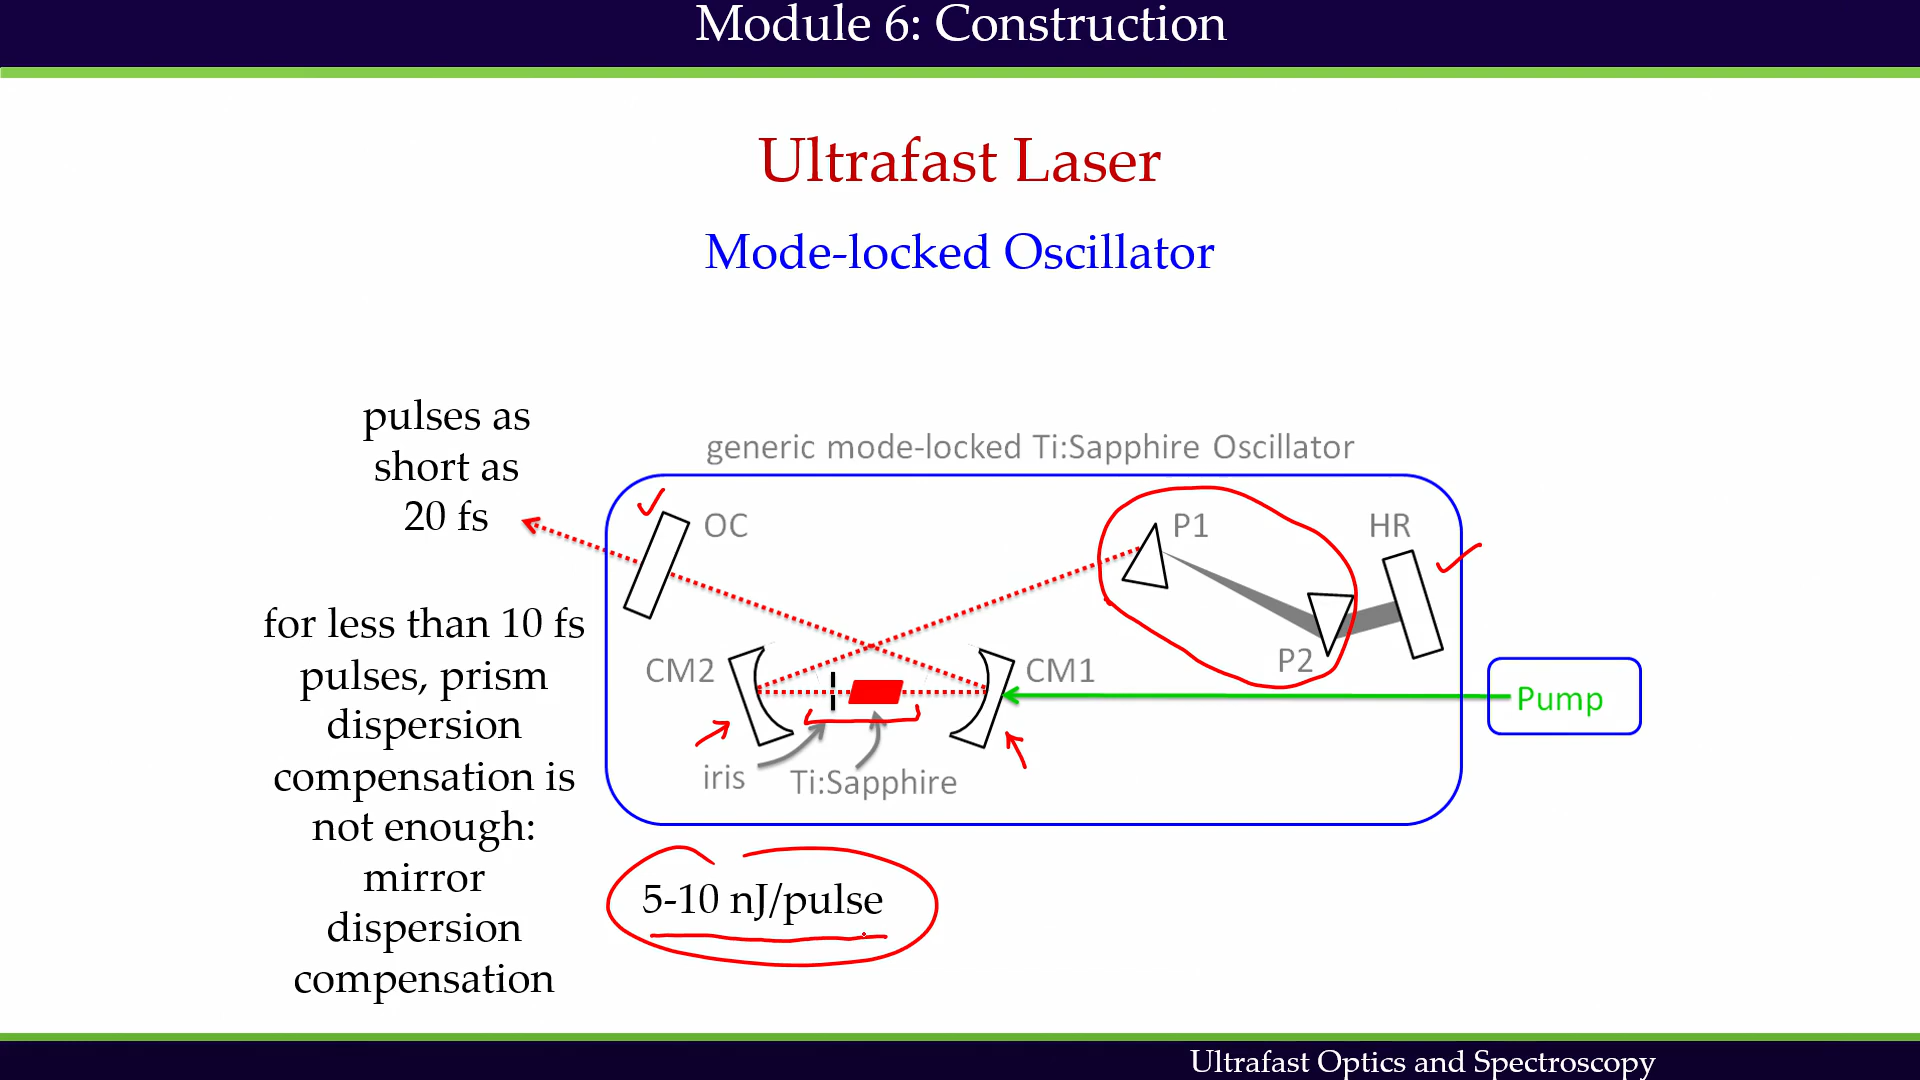 Module 6: Construction
Ultrafast Laser
Mode-locked Oscillator
pulses as
short as
20 fs
for less than 10 fs
pulses, prism
dispersion
compensation is
not enough:
mirror
dispersion
compensation
generic mode-locked Ti:Sapphire Oscillator
OC
P1
HR
CM2
CM1
P2
Pump
iris
Ti:Sapphire
5-10 nJ/pulse
Ultrafast Optics and Spectroscopy